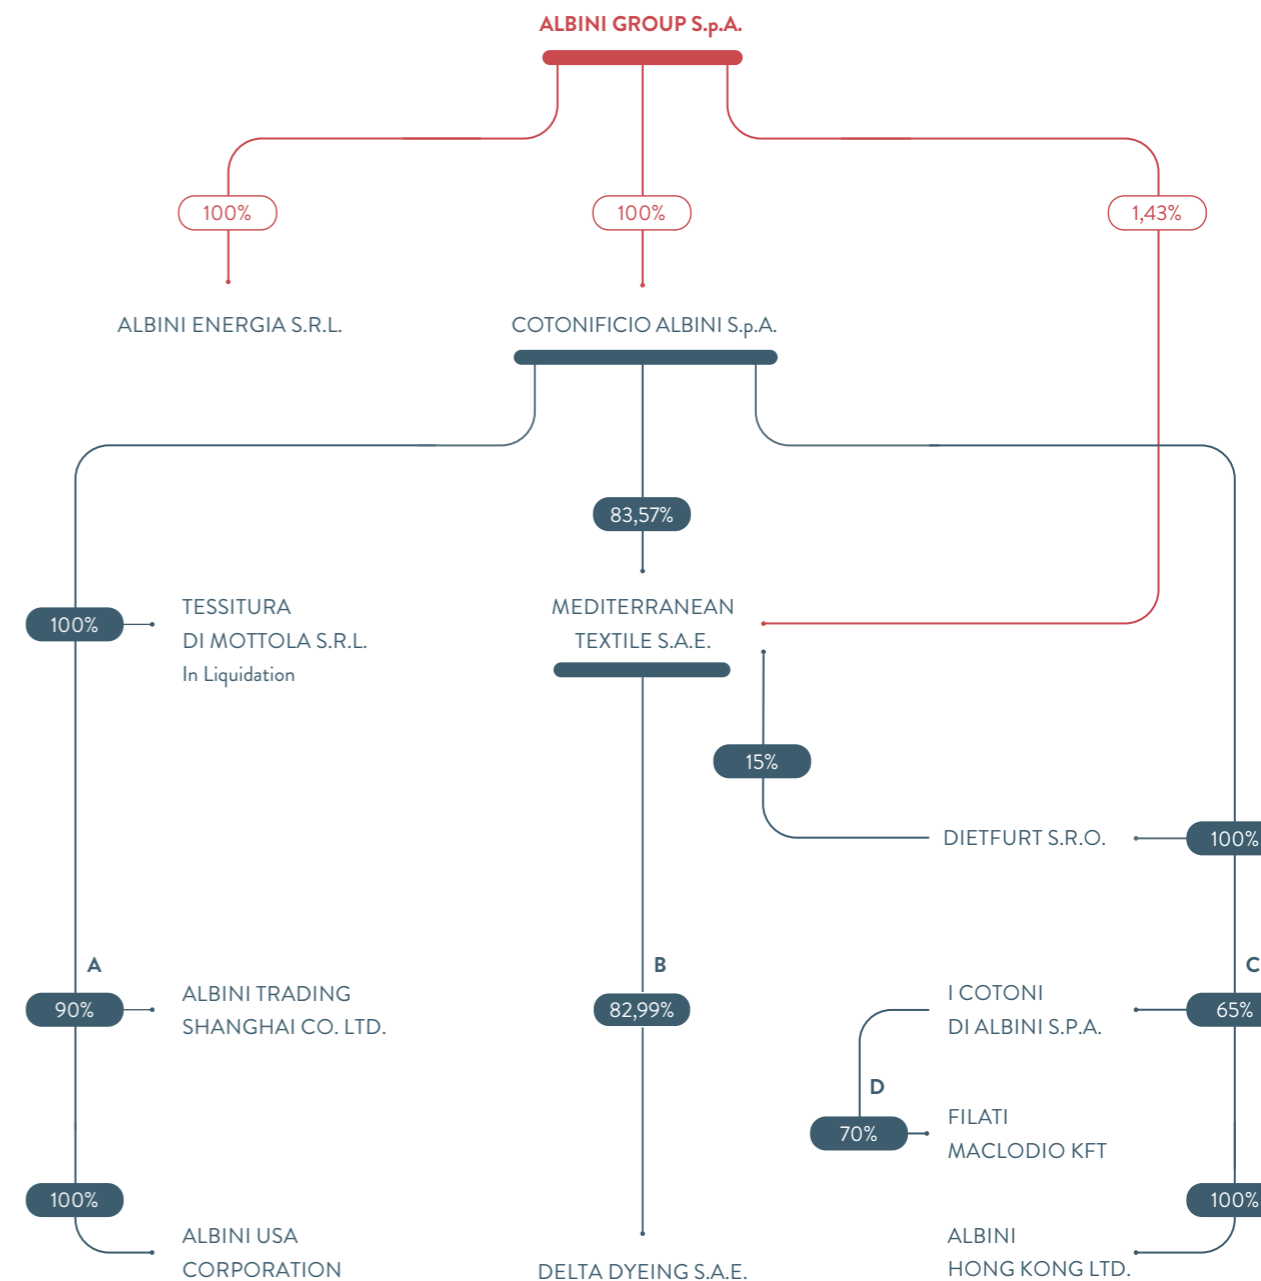 ALBINI GROUP S.p.A.
100%
100%
1,43%
ALBINI ENERGIA S.R.L.
COTONIFICIO ALBINI S.p.A.
83,57%
100%
TESSITURA
DI MOTTOLA S.R.L.
In Liquidation
MEDITERRANEAN
TEXTILE S.A.E.
15%
DIETFURT S.R.O.
100%
A
90%
ALBINI TRADING
SHANGHAI CO. LTD.
B
82,99%
I COTONI
DI ALBINI S.P.A.
C
65%
D
70%
FILATI
MACLODIO KFT
100%
ALBINI USA
CORPORATION
DELTA DYEING S.A.E.
100%
ALBINI
HONG KONG LTD.